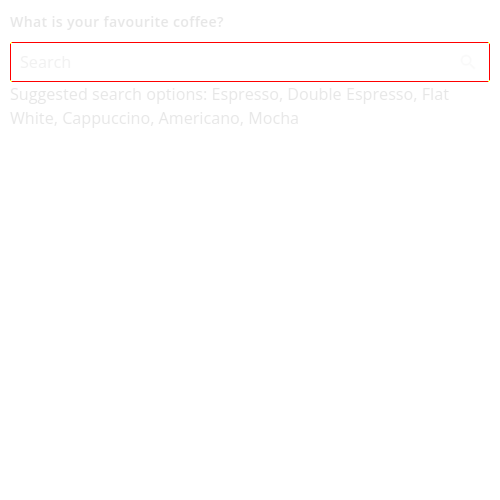 What is your favourite coffee?
Search
Suggested search options: Espresso, Double Espresso, Flat
White, Cappuccino, Americano, Mocha